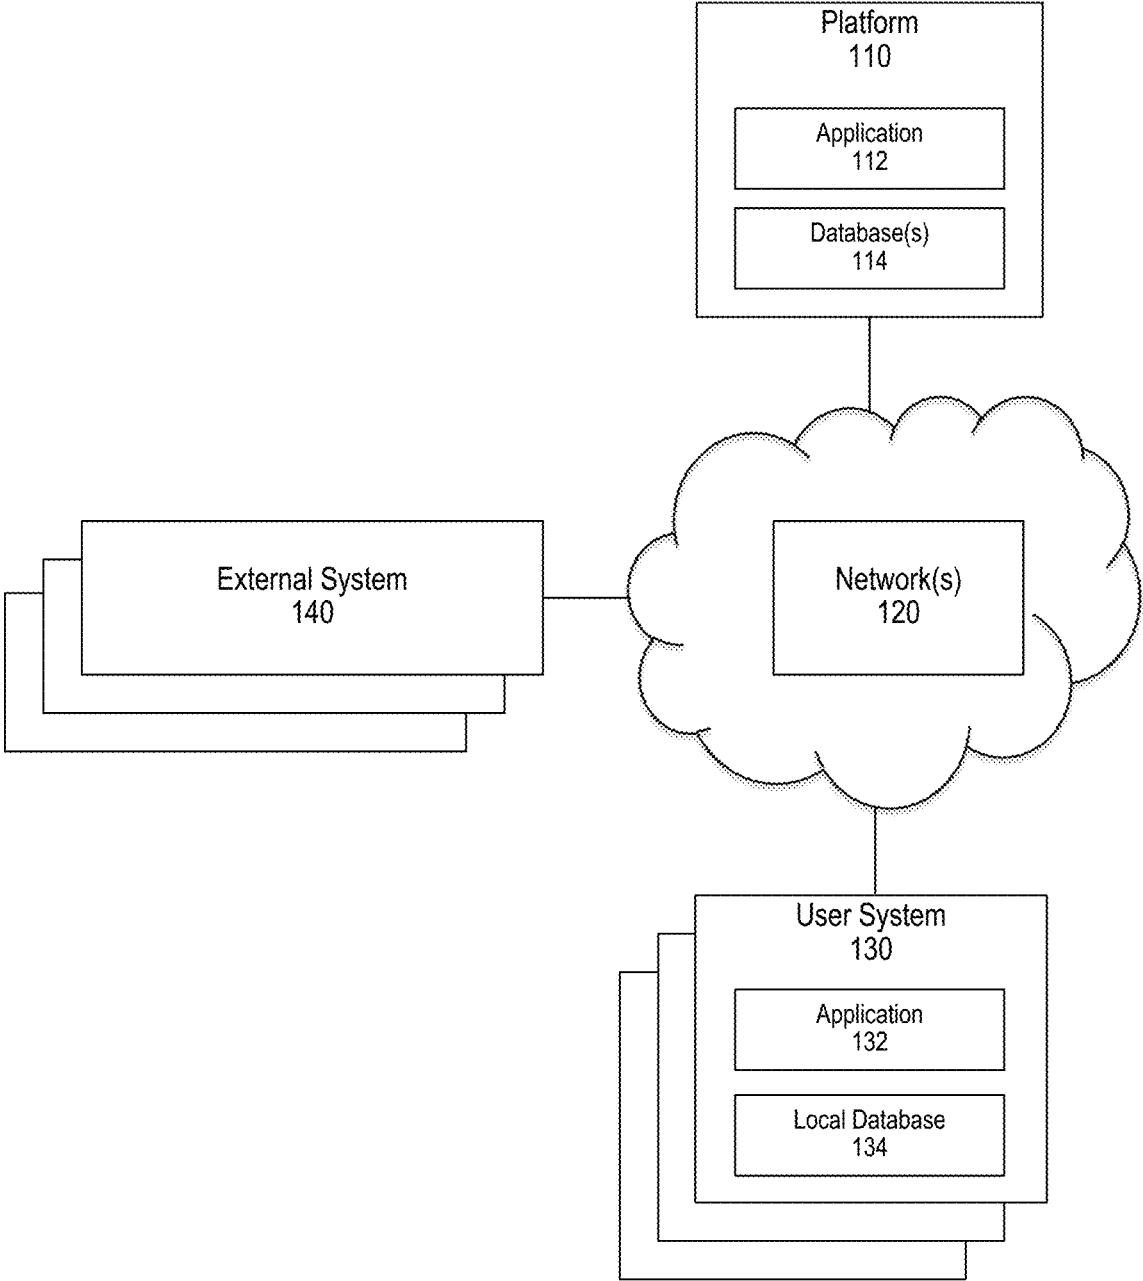 Platform
110
Application
112
Database(s)
114
External System
140
Network(s)
120
User System
130
Application
132
Local Database
134